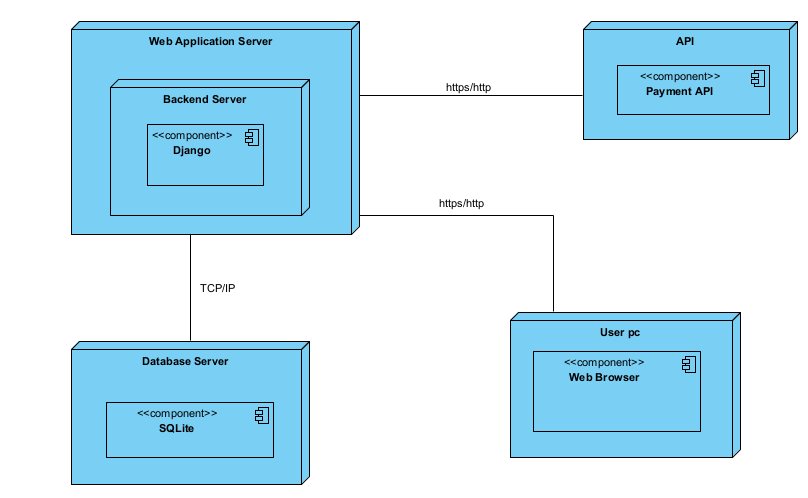 Web Application Server
Backend Server
<<component>>
Django
https/http
API
<<component>>
Payment API
https/http
TCP/IP
Database Server
<<component>>
SQLite
User pc
<<component>>
Web Browser